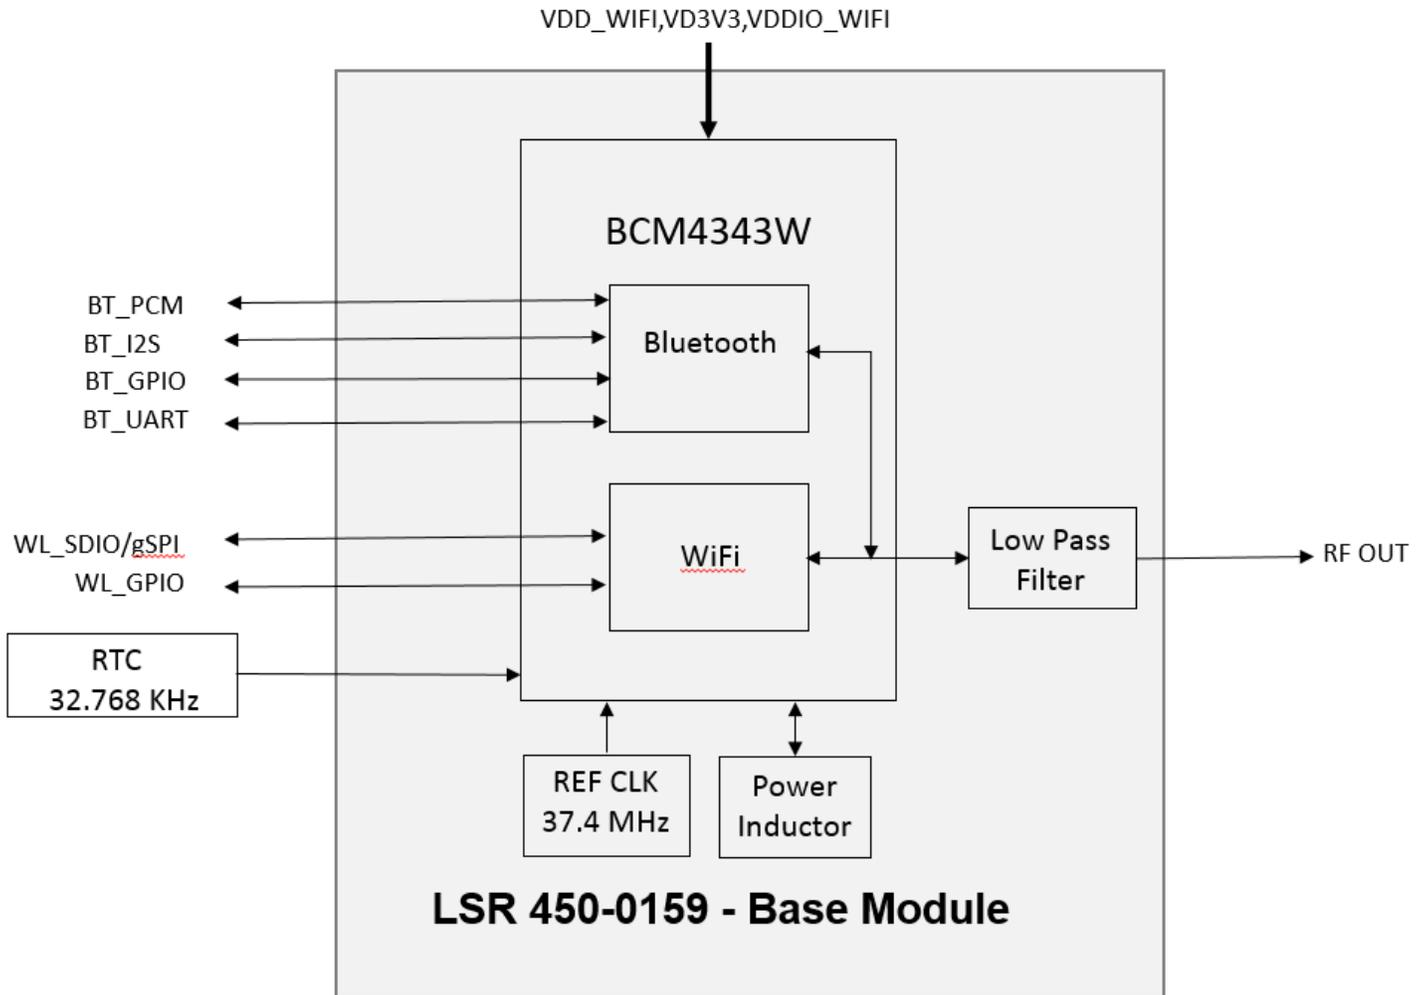 VDD_WIFI,VD3V3,VDDIO_WIFI
BCM4343W
BT_PCM
BT_I2S
BT_GPIO
BT_UART
Bluetooth
WL_SDIO/gSPI
WL_GPIO
WiFi
Low Pass
Filter
RF OUT
RTC
32.768 KHz
REF CLK
37.4 MHz
Power
Inductor
LSR 450-0159 - Base Module